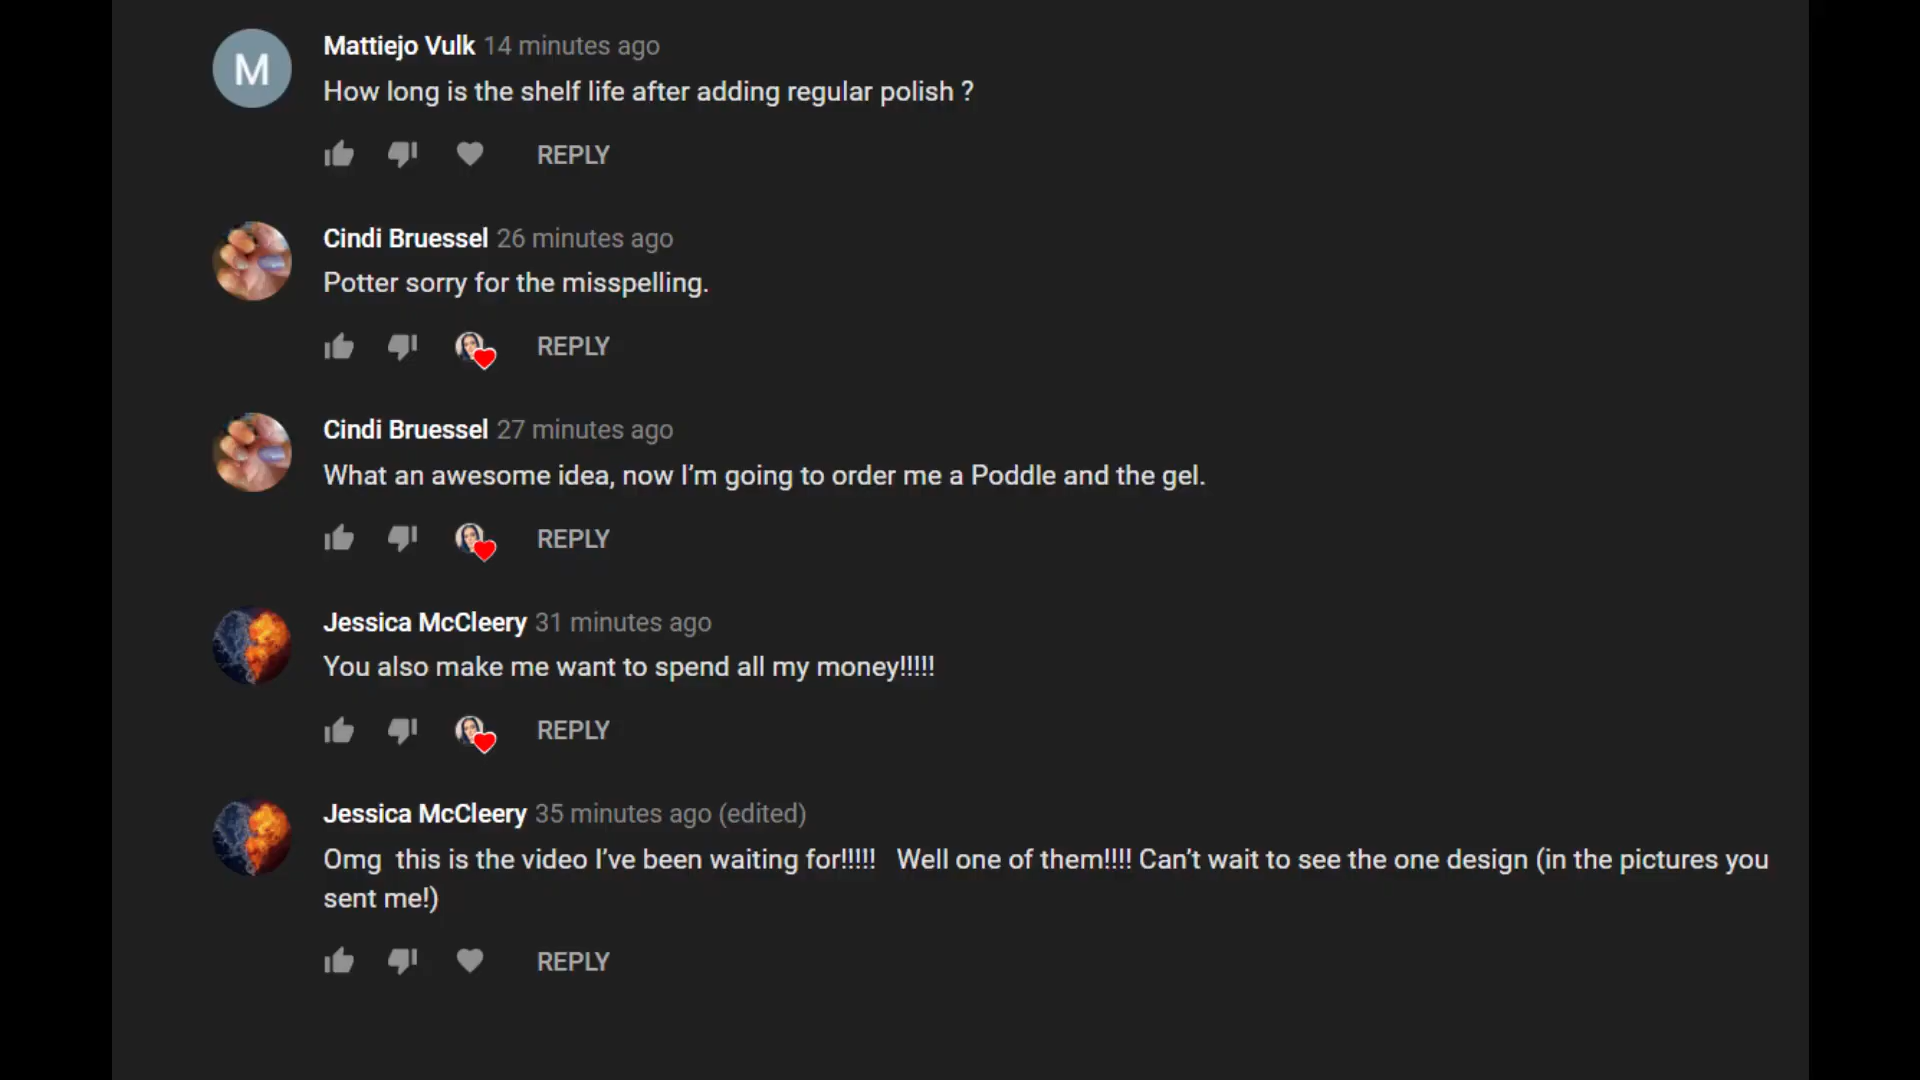 M
Mattiejo Vulk 14 minutes ago
How long is the shelf life after adding regular polish ?
REPLY
Cindi Bruessel 26 minutes ago
Potter sorry for the misspelling.
REPLY
Cindi Bruessel 27 minutes ago
What an awesome idea, now I’m going to order me a Poddle and the gel.
REPLY
Jessica McCleery 31 minutes ago
You also make me want to spend all my money!!!!!
REPLY
Jessica McCleery 35 minutes ago (edited)
Omg  this is the video I’ve been waiting for!!!!!   Well one of them!!!! Can’t wait to see the one design (in the pictures you
sent me!)
REPLY